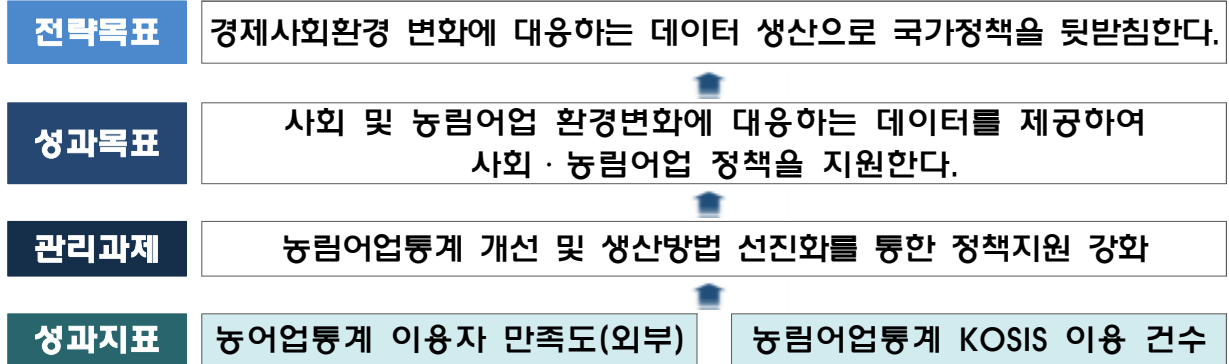 전략목표
경제사회환경 변화에 대응하는 데이터 생산으로 국가정책을 뒷받침한다.
성과목표
사회 및 농림어업 환경변화에 대응하는 데이터를 제공하여
사회·농림어업 정책을 지원한다.
관리과제
농림어업통계 개선 및 생산방법 선진화를 통한 정책지원 강화
성과지표
농어업통계 이용자 만족도(외부)
농림어업통계 KOSIS 이용 건수